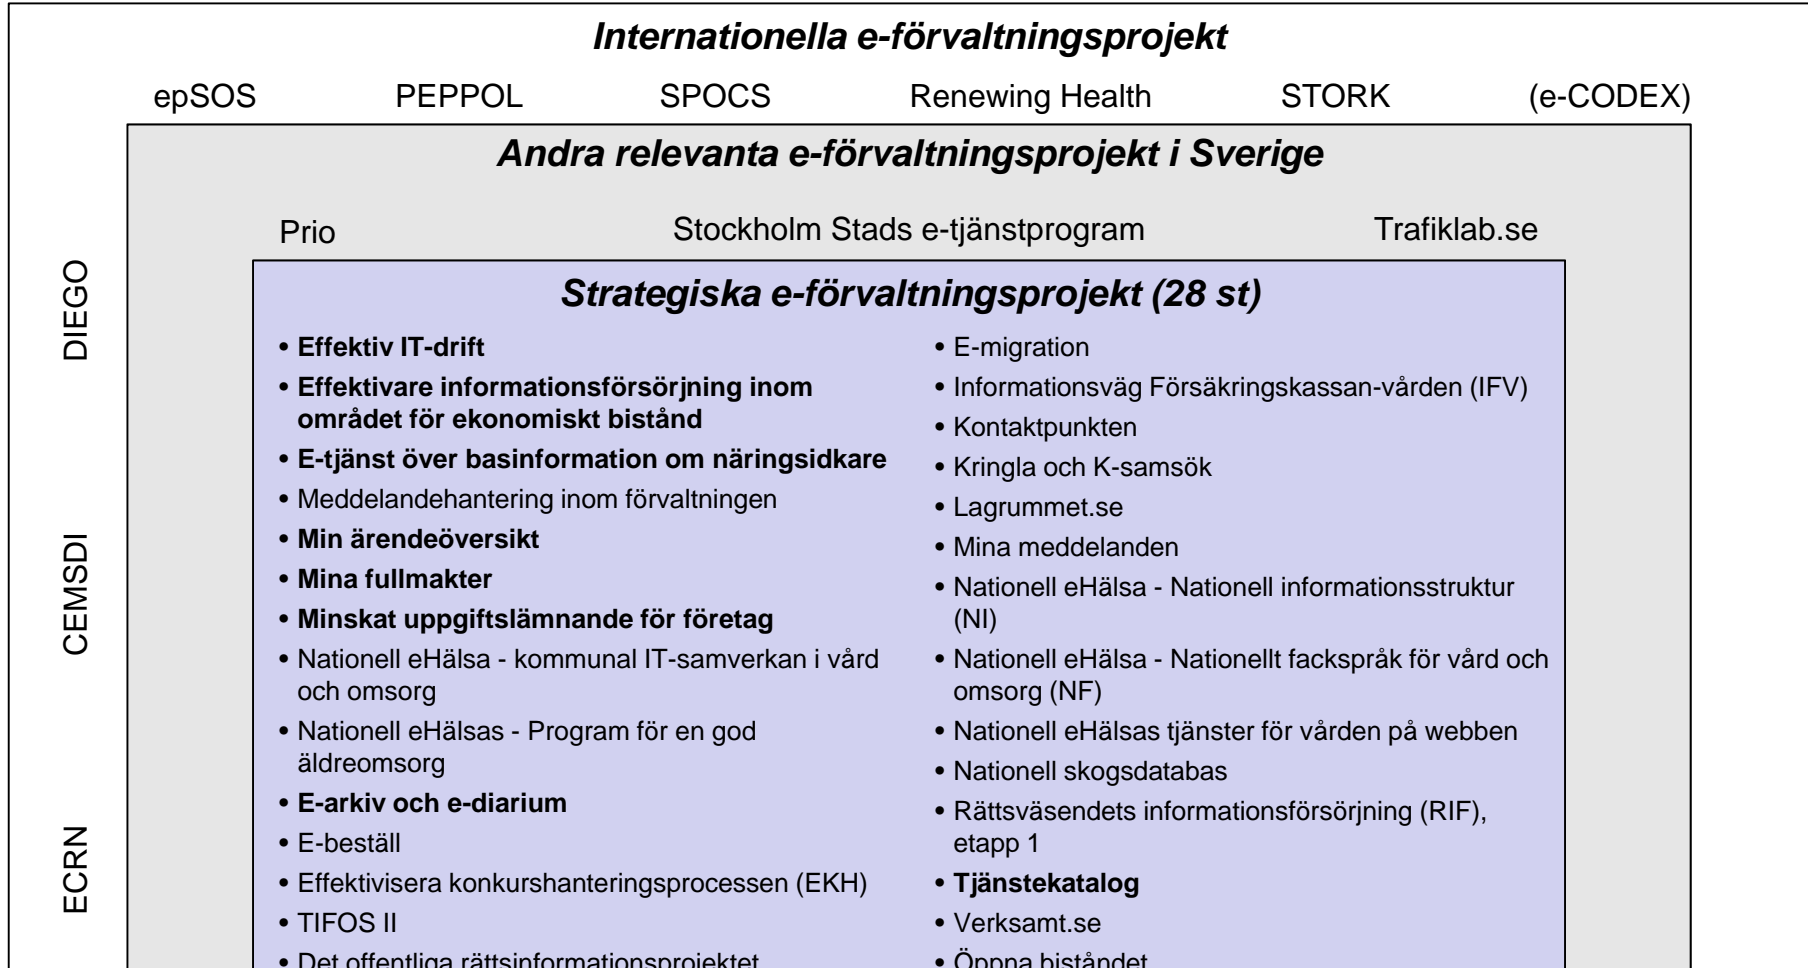 Internationella e-förvaltningsprojekt
epSOS PEPPOL SPOCS Renewing Health STORK (e-CODEX)
Andra relevanta e-förvaltningsprojekt i Sverige
Prio Stockholm Stads e-tjänstprogram Trafiklab.se
DIEGO
CEMSDI
ECRN
Strategiska e-förvaltningsprojekt (28 st)
• Effektiv IT-drift
• Effektivare informationsförsörjning inom
området för ekonomiskt bistånd
• E-tjänst över basinformation om näringsidkare
• Meddelandehantering inom förvaltningen
• Min ärendeöversikt
• Mina fullmakter
• Minskat uppgiftslämnande för företag
• Nationell eHälsa - kommunal IT-samverkan i vård
och omsorg
• Nationell eHälsas - Program för en god
äldreomsorg
• E-arkiv och e-diarium
• E-beställ
• Effektivisera konkurshanteringsprocessen (EKH)
• TIFOS II
• Det offentliga rättsinformationsprojektet
• E-migration
• Informationsväg Försäkringskassan-vården (IFV)
• Kontaktpunkten
• Kringla och K-samsök
• Lagrummet.se
• Mina meddelanden
• Nationell eHälsa - Nationell informationsstruktur
(NI)
• Nationell eHälsa - Nationellt fackspråk för vård och
omsorg (NF)
• Nationell eHälsas tjänster för vården på webben
• Nationell skogsdatabas
• Rättsväsendets informationsförsörjning (RIF),
etapp 1
• Tjänstekatalog
• Verksamt.se
• Öppna biståndet